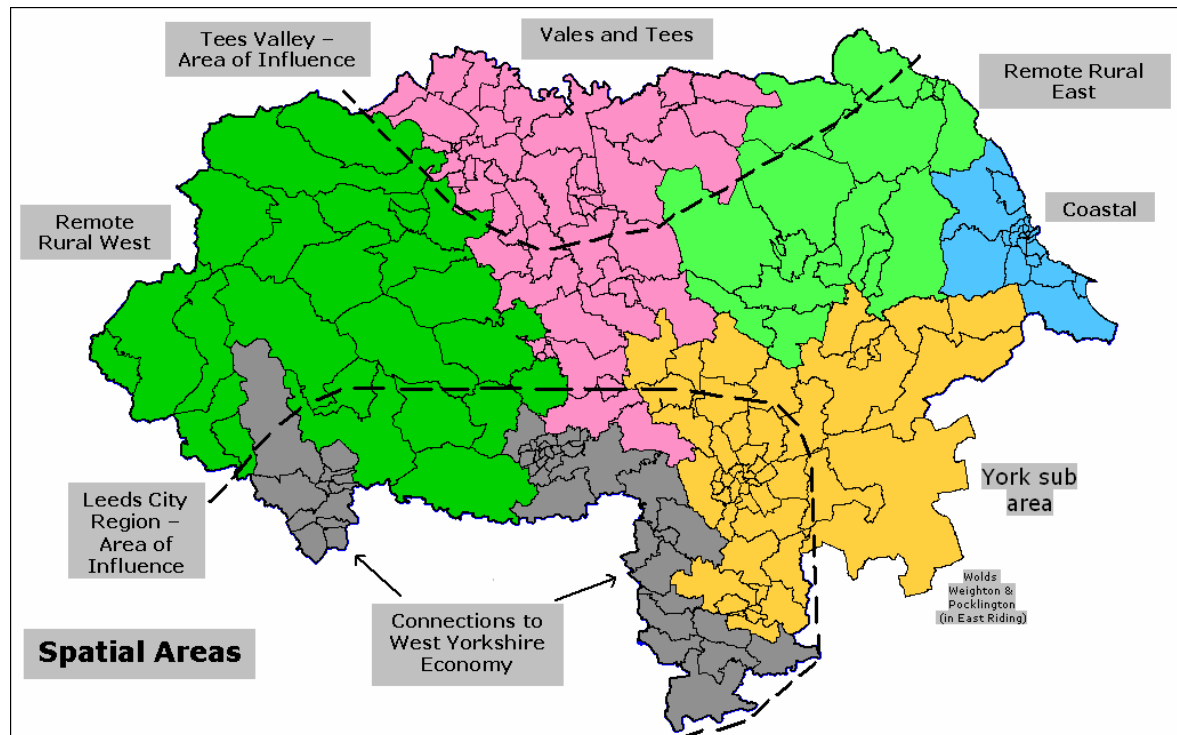 Tees Valley –
Area of Influence
Vales and Tees
Remote Rural
East
Remote
Rural West
Coastal
Leeds City
Region –
Area of
Influence
York sub
area
Wolds
Weighton &
Pocklington
(in East Riding)
Connections to
West Yorkshire
Economy
Spatial Areas